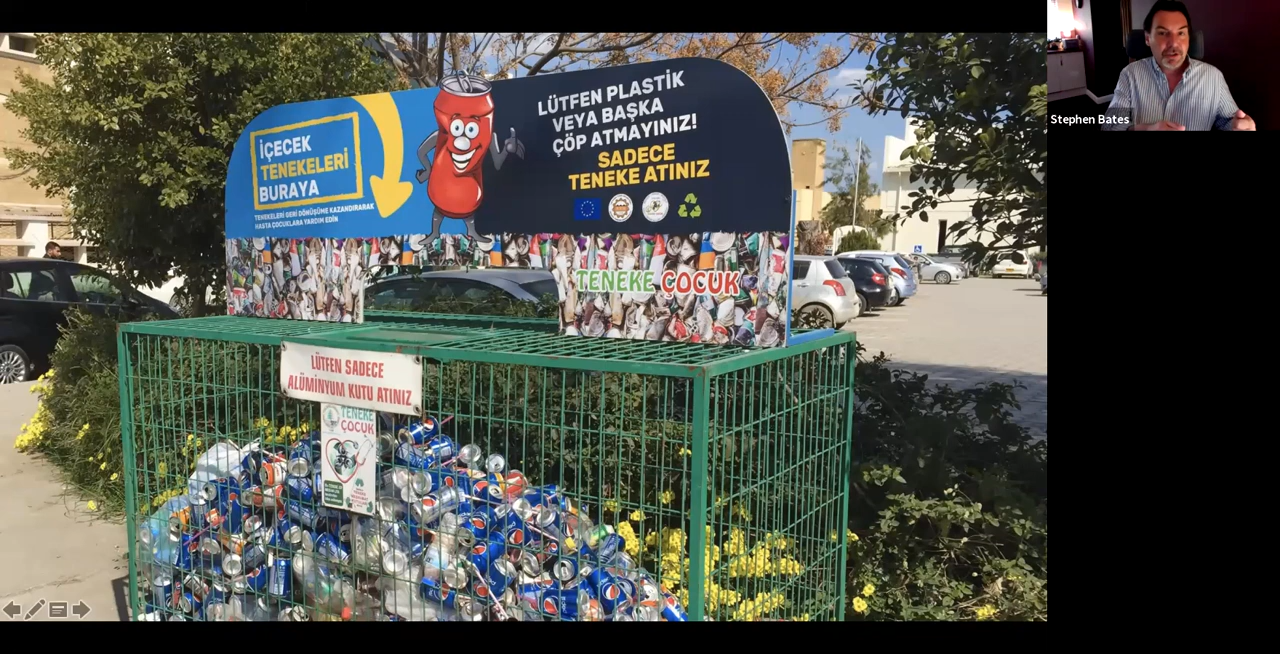 İÇECEK
TENEKELERİ
BURAYA
TENEKELERİ GERİ DÖNÜŞÜME KAZANDIRARAK
HASTA ÇOCUKLARA YARDIM EDİN
LÜTFEN PLASTİK
VEYA BAŞKA
ÇÖP ATMAYINIZ!
SADECE
TENEKE ATINIZ
TENEKE ÇOCUK
LÜTFEN SADECE
ALÜMİNYUM KUTU ATINIZ
TENEKE
ÇOCUK
Stephen Bates